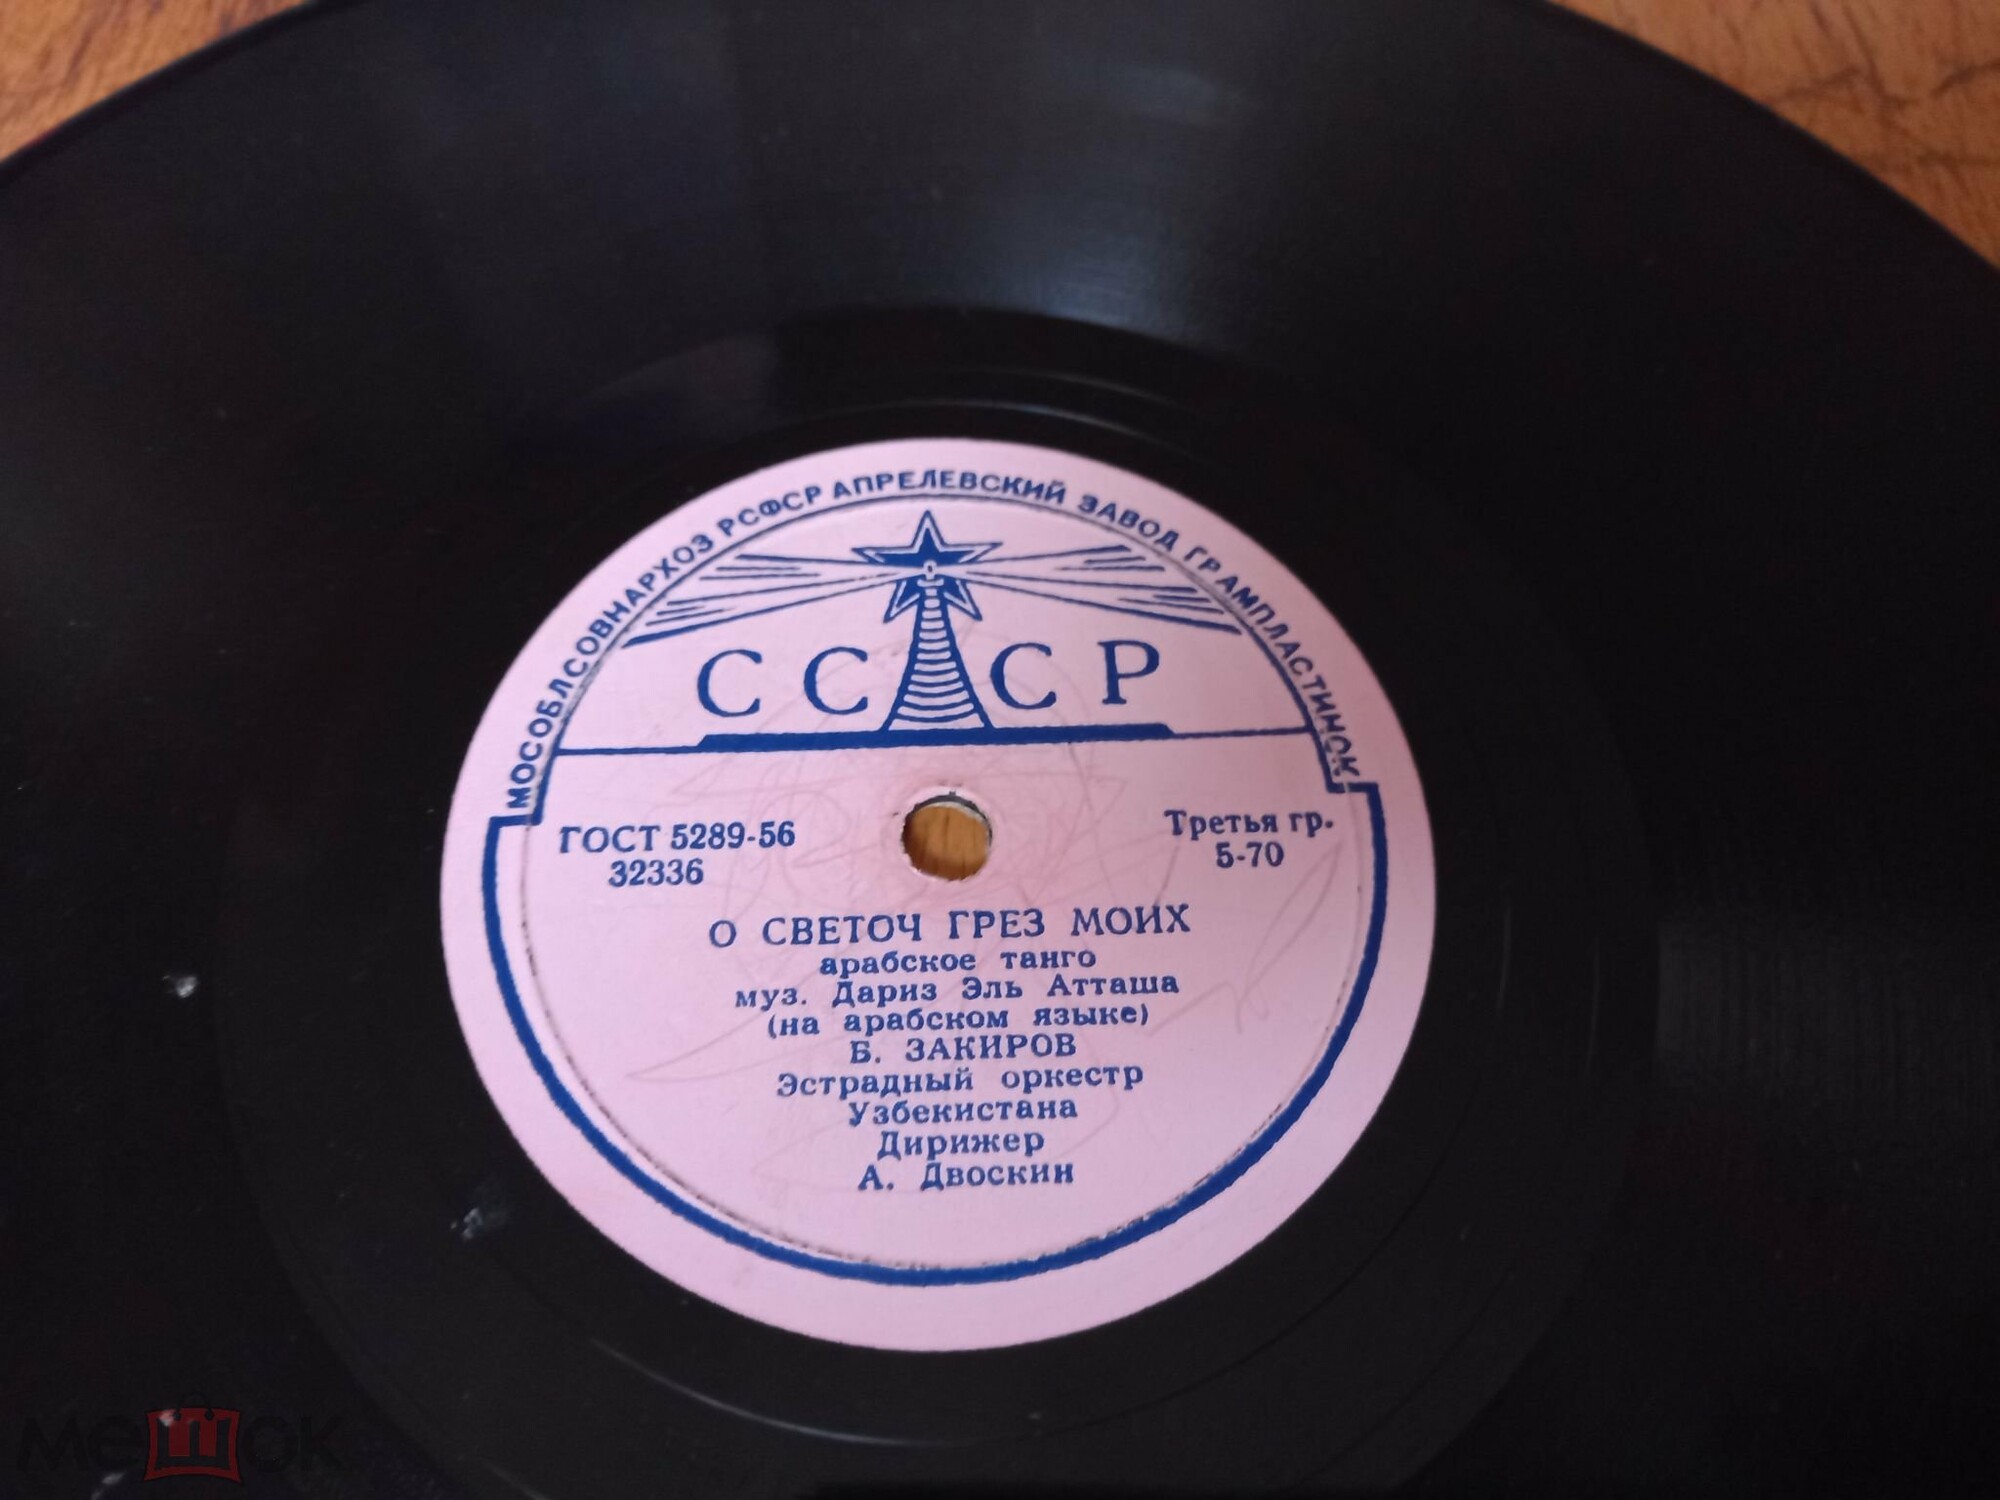 МОСОБЛСОВНАРХОЗ РСФСР АПРЕЛЕВСКИЙ ЗАВОД ГРАМПЛАСТИНОК
СССР
ГОСТ 5289-56
32336
Третья гр.
5-70
О СВЕТОЧ ГРЕЗ МОИХ
арабское танго
муз. Дариз Эль Атташа
(на арабском языке)
Б. ЗАКИРОВ
Эстрадный оркестр
Узбекистана
Дирижер
А. Двоскин
мешок